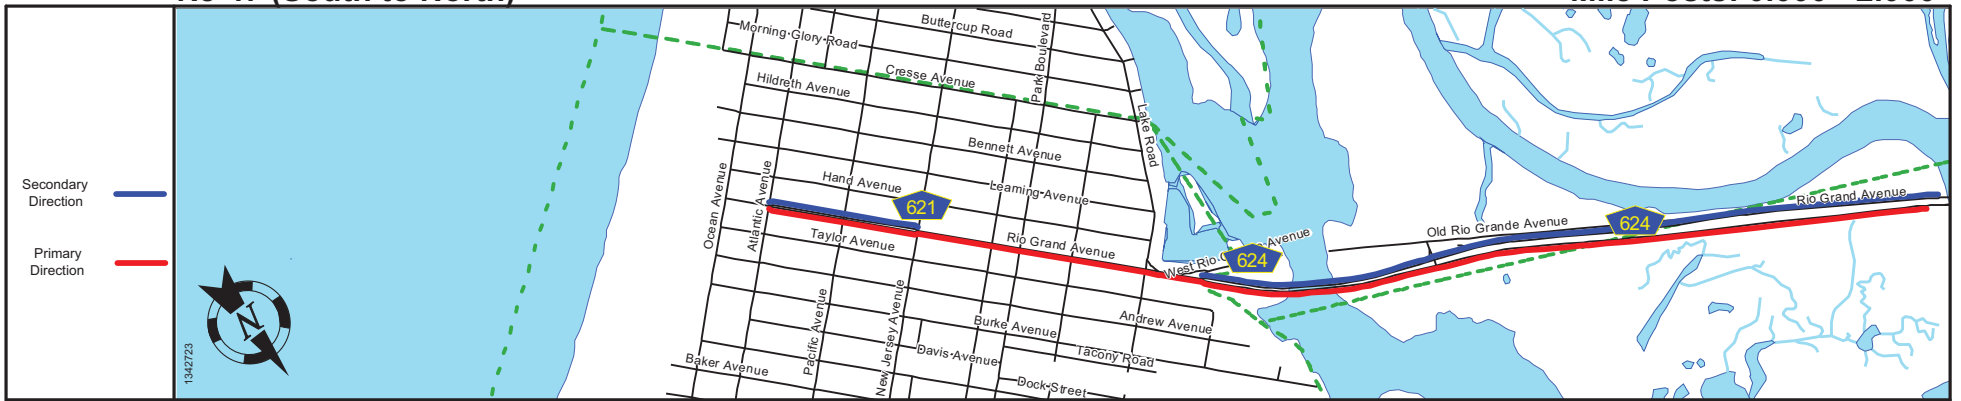 Secondary
Direction
Primary
Direction
1342723
N
Morning Glory Road
Buttercup Road
Park Boulevard
Cresse Avenue
Hildreth Avenue
Lake Road
Bennett Avenue
Ocean Avenue
Atlantic Avenue
Hand Avenue
Leaming Avenue
621
Taylor Avenue
Rio Grand Avenue
West Rio
Avenue
624
Old Rio Grande Avenue
624
Rio Grand Avenue
Pacific Avenue
New Jersey Avenue
Burke Avenue
Andrew Avenue
Davis Avenue
Tacony Road
Baker Avenue
Dock Street